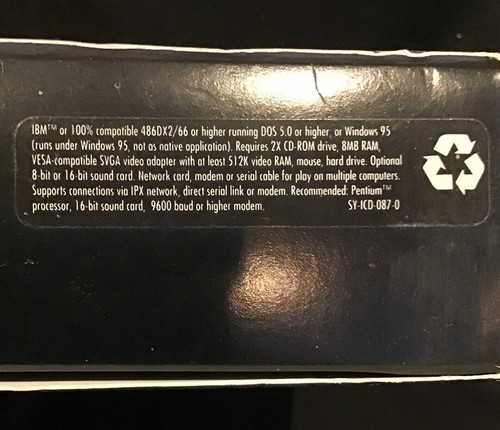 IBM™ or 100% compatible 486DX2/66 or higher running DOS 5.0 or higher, or Windows 95
(runs under Windows 95, not as native application). Requires 2X CD-ROM drive, 8MB RAM,
VESA-compatible SVGA video adapter with at least 512K video RAM, mouse, hard drive. Optional
8-bit or 16-bit sound card. Network card, modem or serial cable for play on multiple computers.
Supports connections via IPX network, direct serial link or modem. Recommended: Pentium™
processor, 16-bit sound card, 9600 baud or higher modem. SY-ICD-087-0